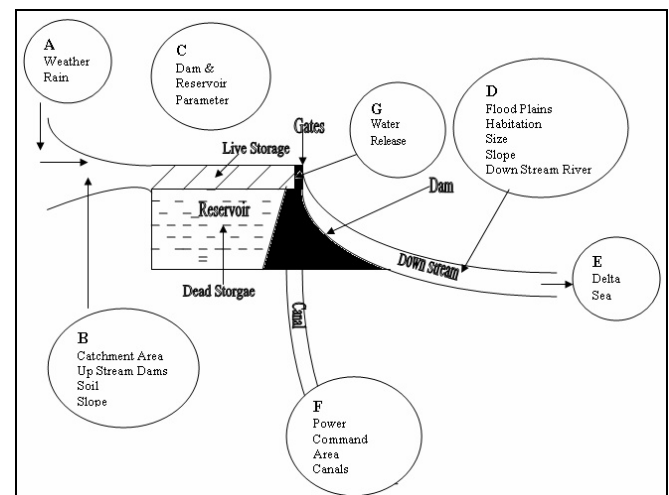 A
Weather
Rain
C
Dam &
Reservoir
Parameter
G
Water
Release
D
Flood Plains
Habitation
Size
Slope
Down Stream River
Gates
Live Storage
Dam
Reservoir
Down stream
Dead Storgae
Canal
E
Delta
Sea
B
Catchment Area
Up Stream Dams
Soil
Slope
F
Power
Command
Area
Canals